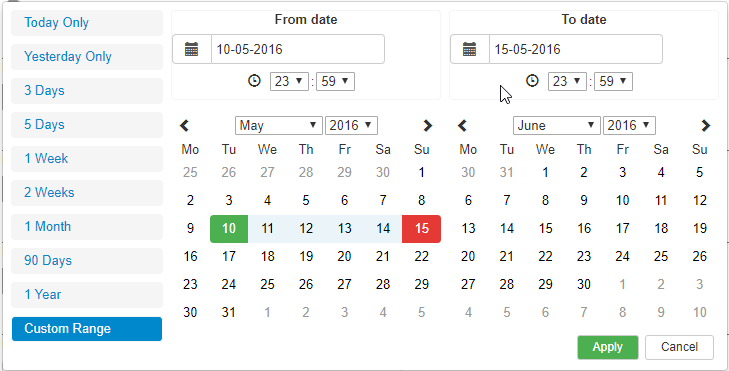 Today Only
Yesterday Only
3 Days
5 Days
1 Week
2 Weeks
1 Month
90 Days
1 Year
Custom Range
From date
10-05-2016
23 : 59
May 2016
Mo Tu We Th Fr Sa Su
25 26 27 28 29 30 1
2 3 4 5 6 7 8
9 10 11 12 13 14 15
16 17 18 19 20 21 22
23 24 25 26 27 28 29
30 31 1 2 3 4 5
To date
15-05-2016
23 : 59
June 2016
Mo Tu We Th Fr Sa Su
30 31 1 2 3 4 5
6 7 8 9 10 11 12
13 14 15 16 17 18 19
20 21 22 23 24 25 26
27 28 29 30 1 2 3
4 5 6 7 8 9 10
Apply Cancel